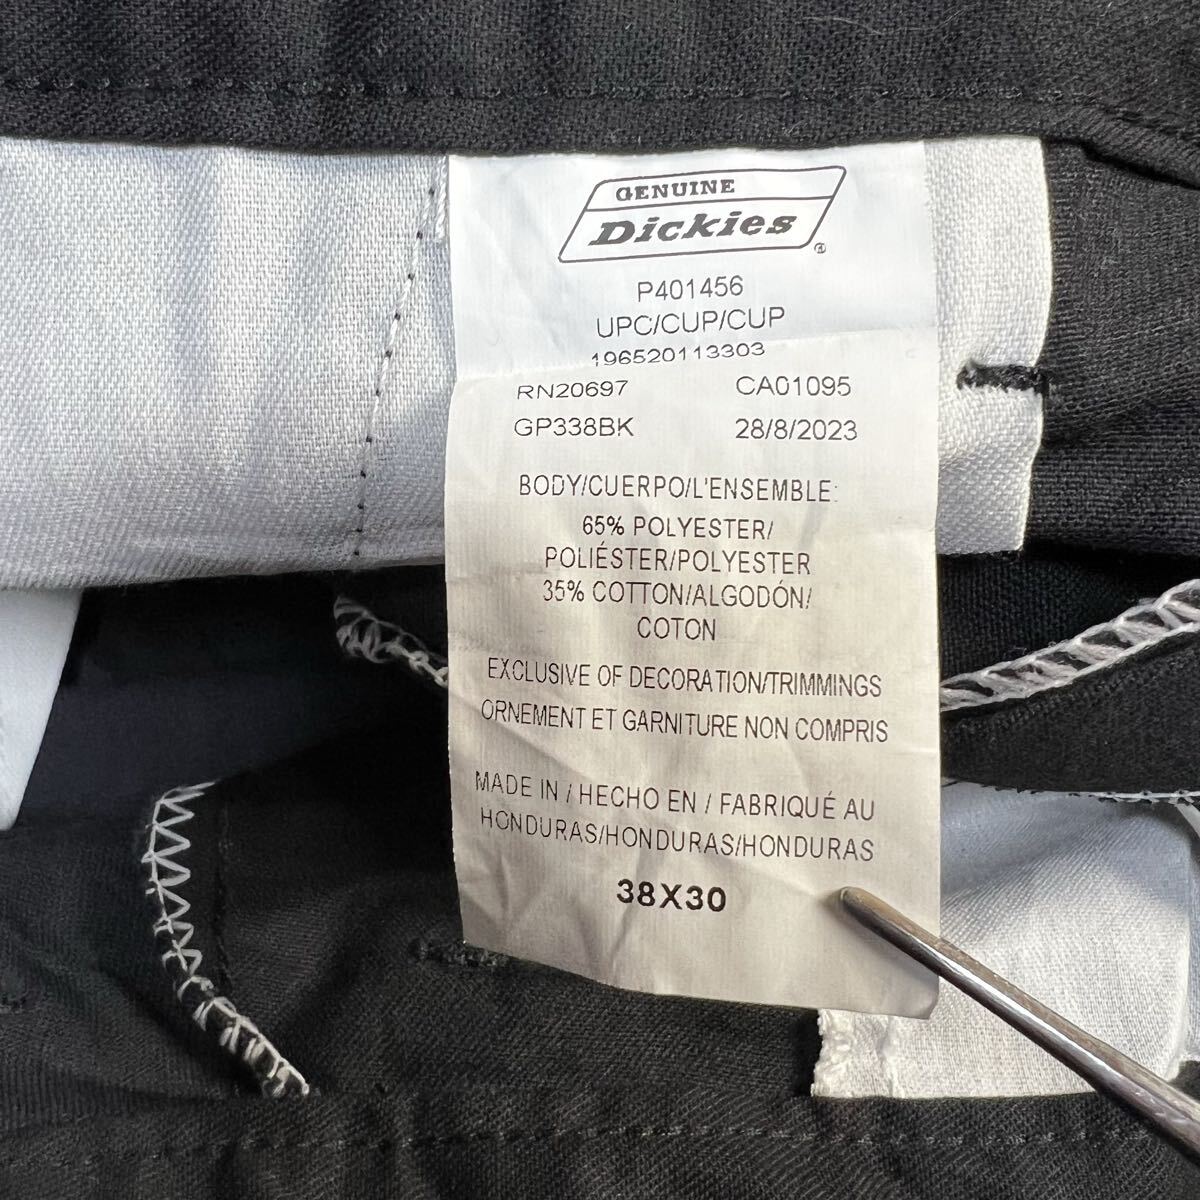 GENUINE
Dickies®
P401456
UPC/CUP/CUP
196520113303
RN20697 CA01095
GP338BK 28/8/2023
BODY/CUERPO/L'ENSEMBLE:
65% POLYESTER/
POLIÉSTER/POLYESTER
35% COTTON/ALGODÓN/
COTON
EXCLUSIVE OF DECORATION/TRIMMINGS
ORNEMENT ET GARNITURE NON COMPRIS
MADE IN / HECHO EN / FABRIQUÉ AU
HONDURAS/HONDURAS/HONDURAS
38X30